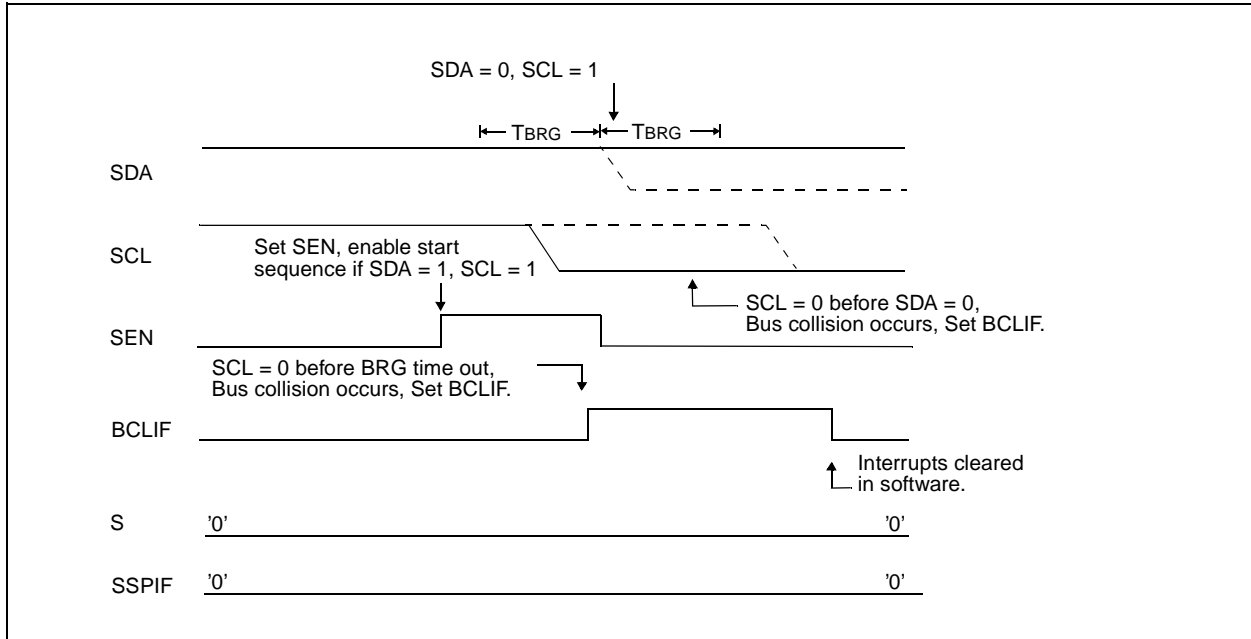 SDA = 0, SCL = 1
TBRG TBRG
SDA
SCL
Set SEN, enable start
sequence if SDA = 1, SCL = 1
SCL = 0 before SDA = 0,
Bus collision occurs, Set BCLIF.
SEN
SCL = 0 before BRG time out,
Bus collision occurs, Set BCLIF.
BCLIF
Interrupts cleared
in software.
S '0' '0'
SSPIF '0' '0'